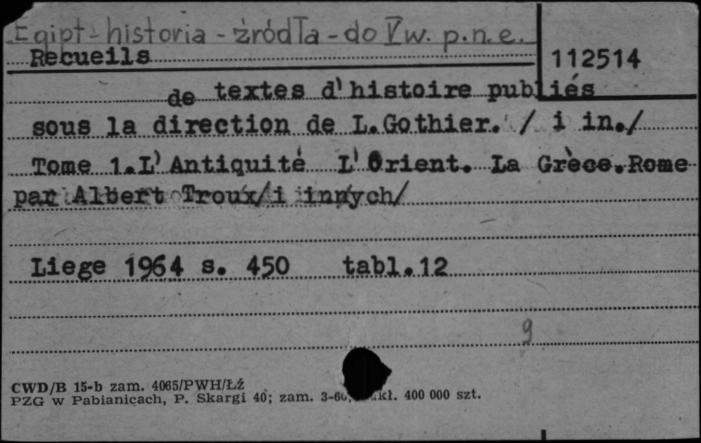 Egipt - historia - źródła - do V w. p.n.e.
Recueils
112514
de textes d'histoire publiés
sous la direction de L.Gothier. / i in./
Tome 1.L'Antiquité L'Orient. La Grèce.Rome
par Albert Troux/i innych/
Liege 1964 s. 450 tabl.12
9
CWD/B 15-b zam. 4065/PWH/Łź
PZG w Pabianicach, P. Skargi 40; zam. 400 000 szt.